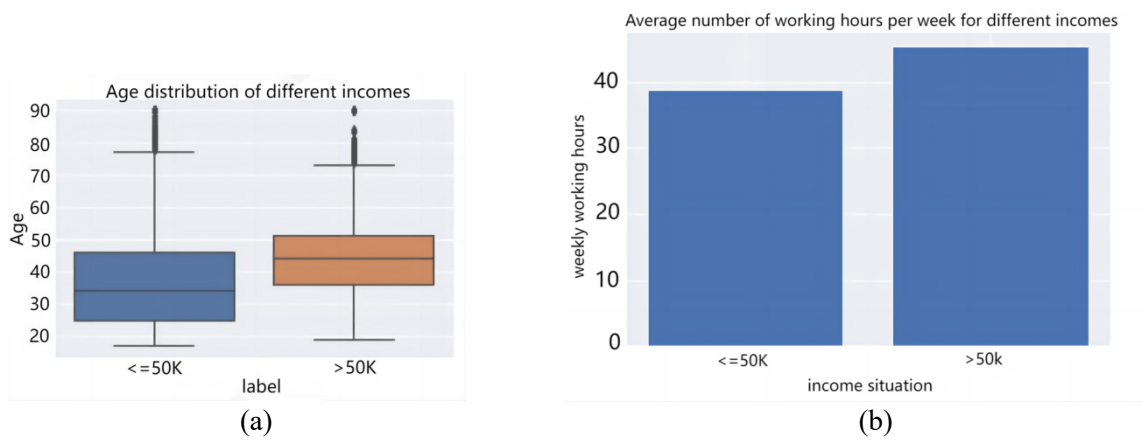 Age distribution of different incomes
90
80
70
60
50
40
30
20
Age
<=50K >50K
label
(a)
Average number of working hours per week for different incomes
40
30
20
10
0
weekly working hours
<=50K >50k
income situation
(b)